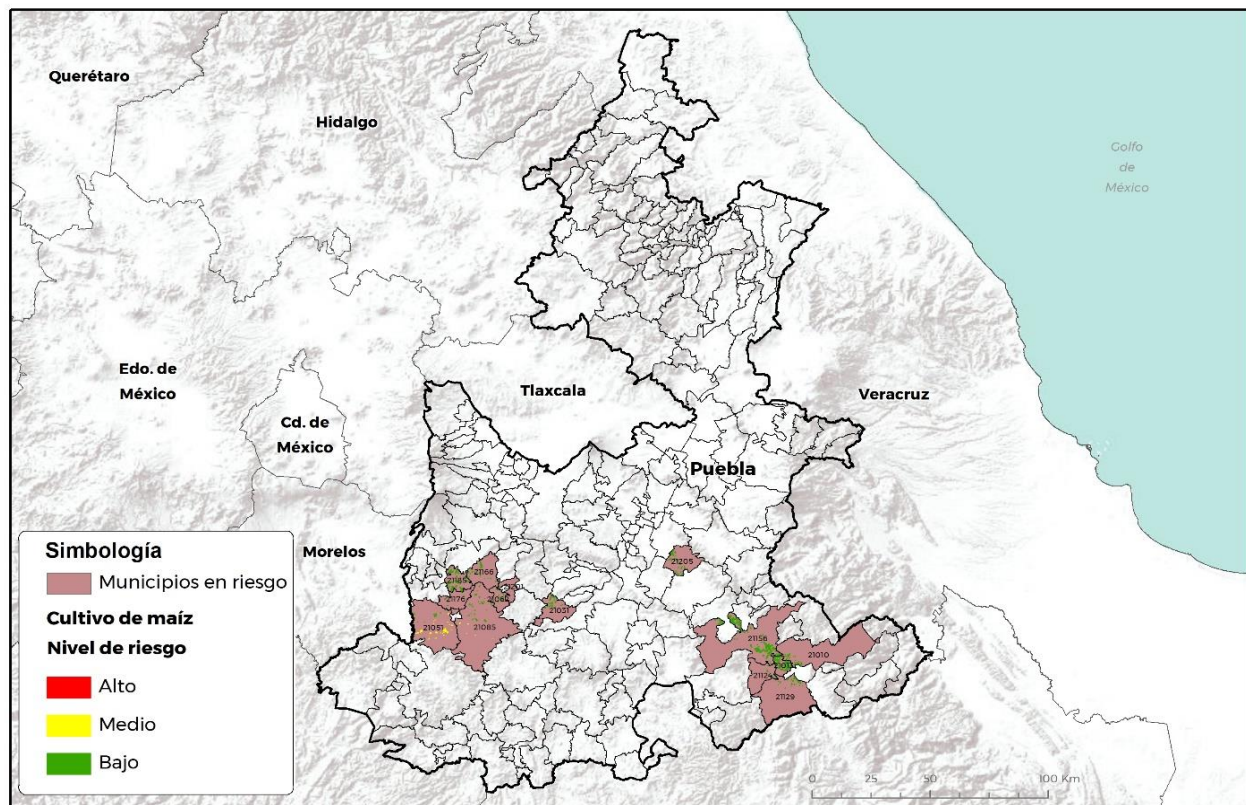 Querétaro
Hidalgo
Golfo
de
México
Edo. de
México
Tlaxcala
Veracruz
Cd. de
México
Puebla
Morelos
21205
21166
21176
21031
21051
21085
21156
21010
21124
21129
Simbología
Municipios en riesgo
Cultivo de maíz
Nivel de riesgo
Alto
Medio
Bajo
0 25 50 100 Km